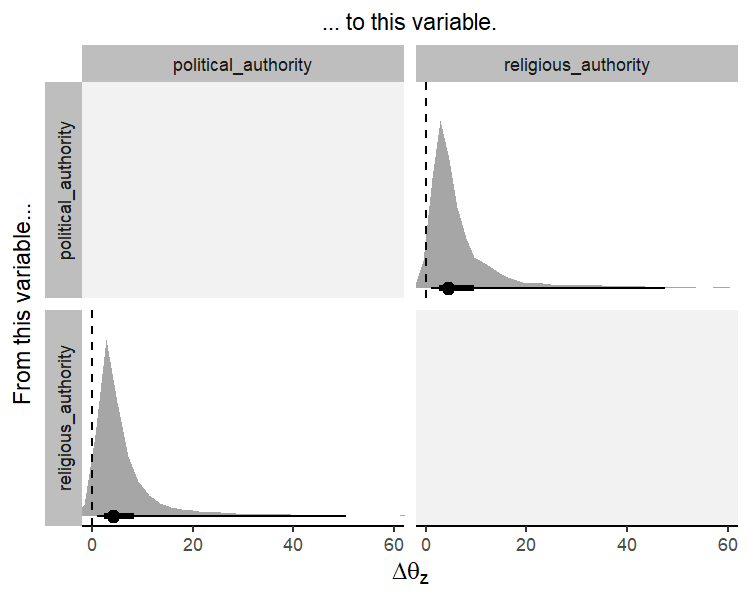 ... to this variable.
political_authority
religious_authority
From this variable...
political_authority
religious_authority
0 20 40 60
0 20 40 60
Δθz